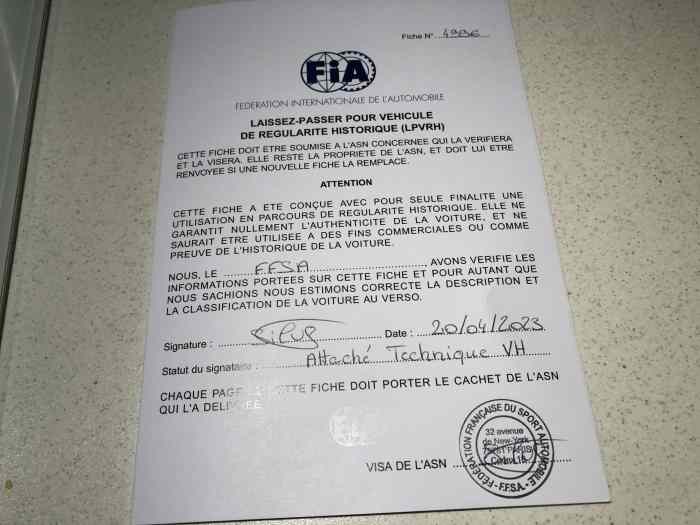 Fiche N° 4996
FIA
FEDERATION INTERNATIONALE DE L'AUTOMOBILE
LAISSEZ-PASSER POUR VEHICULE
DE REGULARITE HISTORIQUE (LPVRH)
CETTE FICHE DOIT ETRE SOUMISE A L'ASN CONCERNEE QUI LA VERIFIERA
ET LA VISERA. ELLE RESTE LA PROPRIETE DE L'ASN, ET DOIT LUI ETRE
RENVOYEE SI UNE NOUVELLE FICHE LA REMPLACE.
ATTENTION
CETTE FICHE A ETE CONÇUE AVEC POUR SEULE FINALITE UNE
UTILISATION EN PARCOURS DE REGULARITE HISTORIQUE. ELLE NE
GARANTIT NULLEMENT L'AUTHENTICITE DE LA VOITURE, ET NE
SAURAIT ETRE UTILISEE A DES FINS COMMERCIALES OU COMME
PREUVE DE L'HISTORIQUE DE LA VOITURE.
NOUS, LE FFSA, AVONS VERIFIE LES
INFORMATIONS PORTEES SUR CETTE FICHE ET POUR AUTANT QUE
NOUS SACHIONS NOUS ESTIMONS CORRECTE LA DESCRIPTION ET
LA CLASSIFICATION DE LA VOITURE AU VERSO.
Signature : Date : 20/04/2023
Statut du signataire : Attaché Technique VH
CHAQUE PAGE CETTE FICHE DOIT PORTER LE CACHET DE L'ASN
QUI L'A
FÉDÉRATION FRANÇAISE DU SPORT AUTOMOBILE
32 avenue
de New-York
PARIS
F.F.S.A.
VISA DE L'ASN